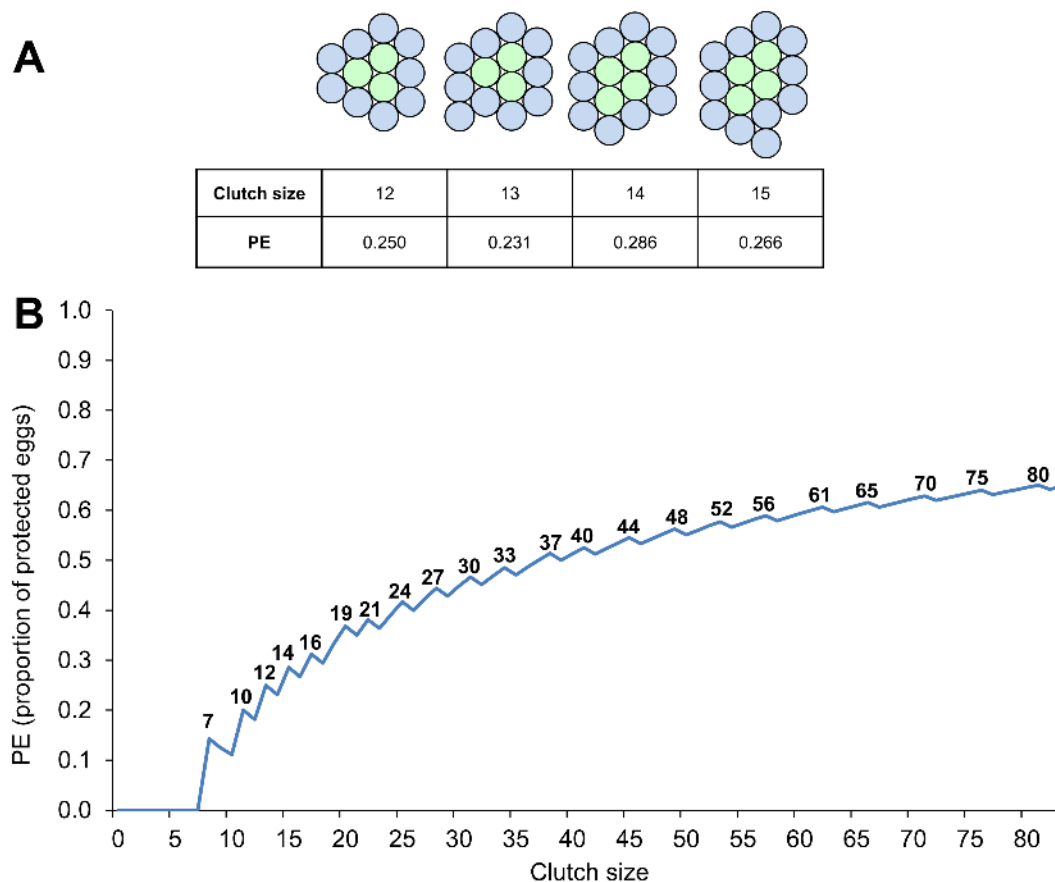 A
Clutch size 12 13 14 15
PE 0.250 0.231 0.286 0.266
B
PE (proportion of protected eggs)
1.0
0.9
0.8
0.7
0.6
0.5
0.4
0.3
0.2
0.1
0.0
7 10 12 14 16 19 21 24 27 30 33 37 40 44 48 52 56 61 65 70 75 80
0 5 10 15 20 25 30 35 40 45 50 55 60 65 70 75 80
Clutch size